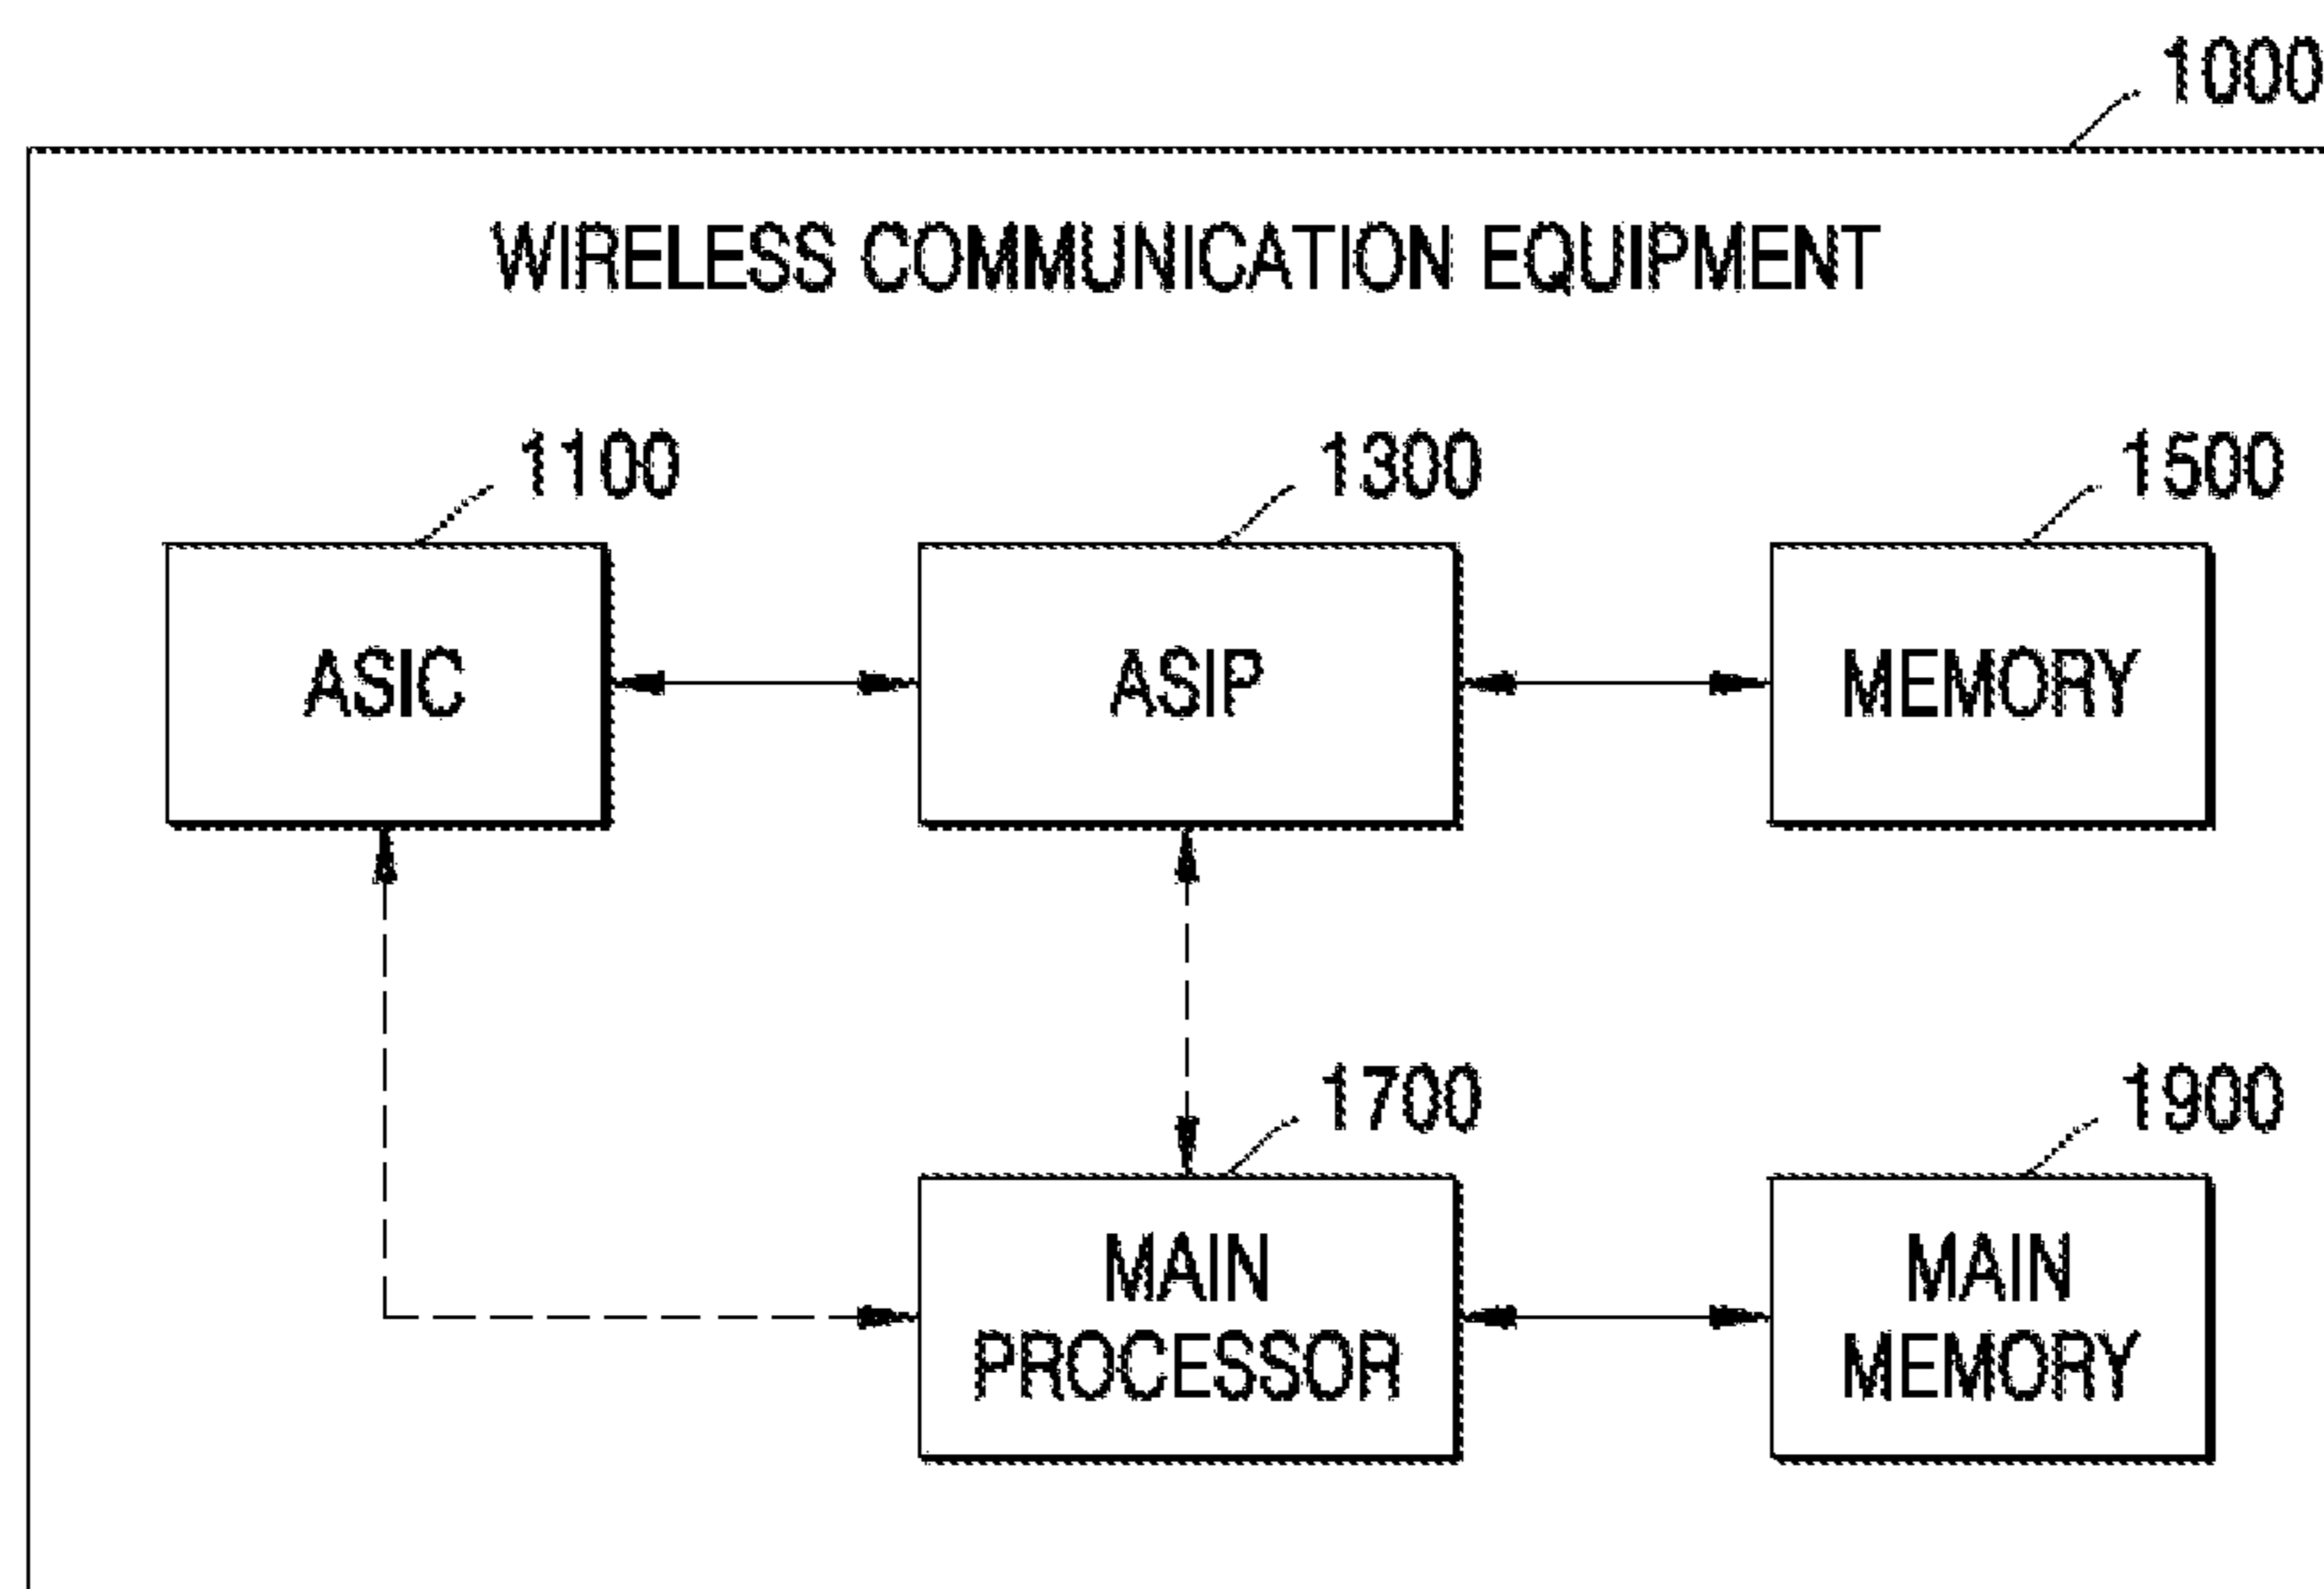 1000
WIRELESS COMMUNICATION EQUIPMENT
1100
1300
1500
ASIC
ASIP
MEMORY
1700
1900
MAIN
PROCESSOR
MAIN
MEMORY